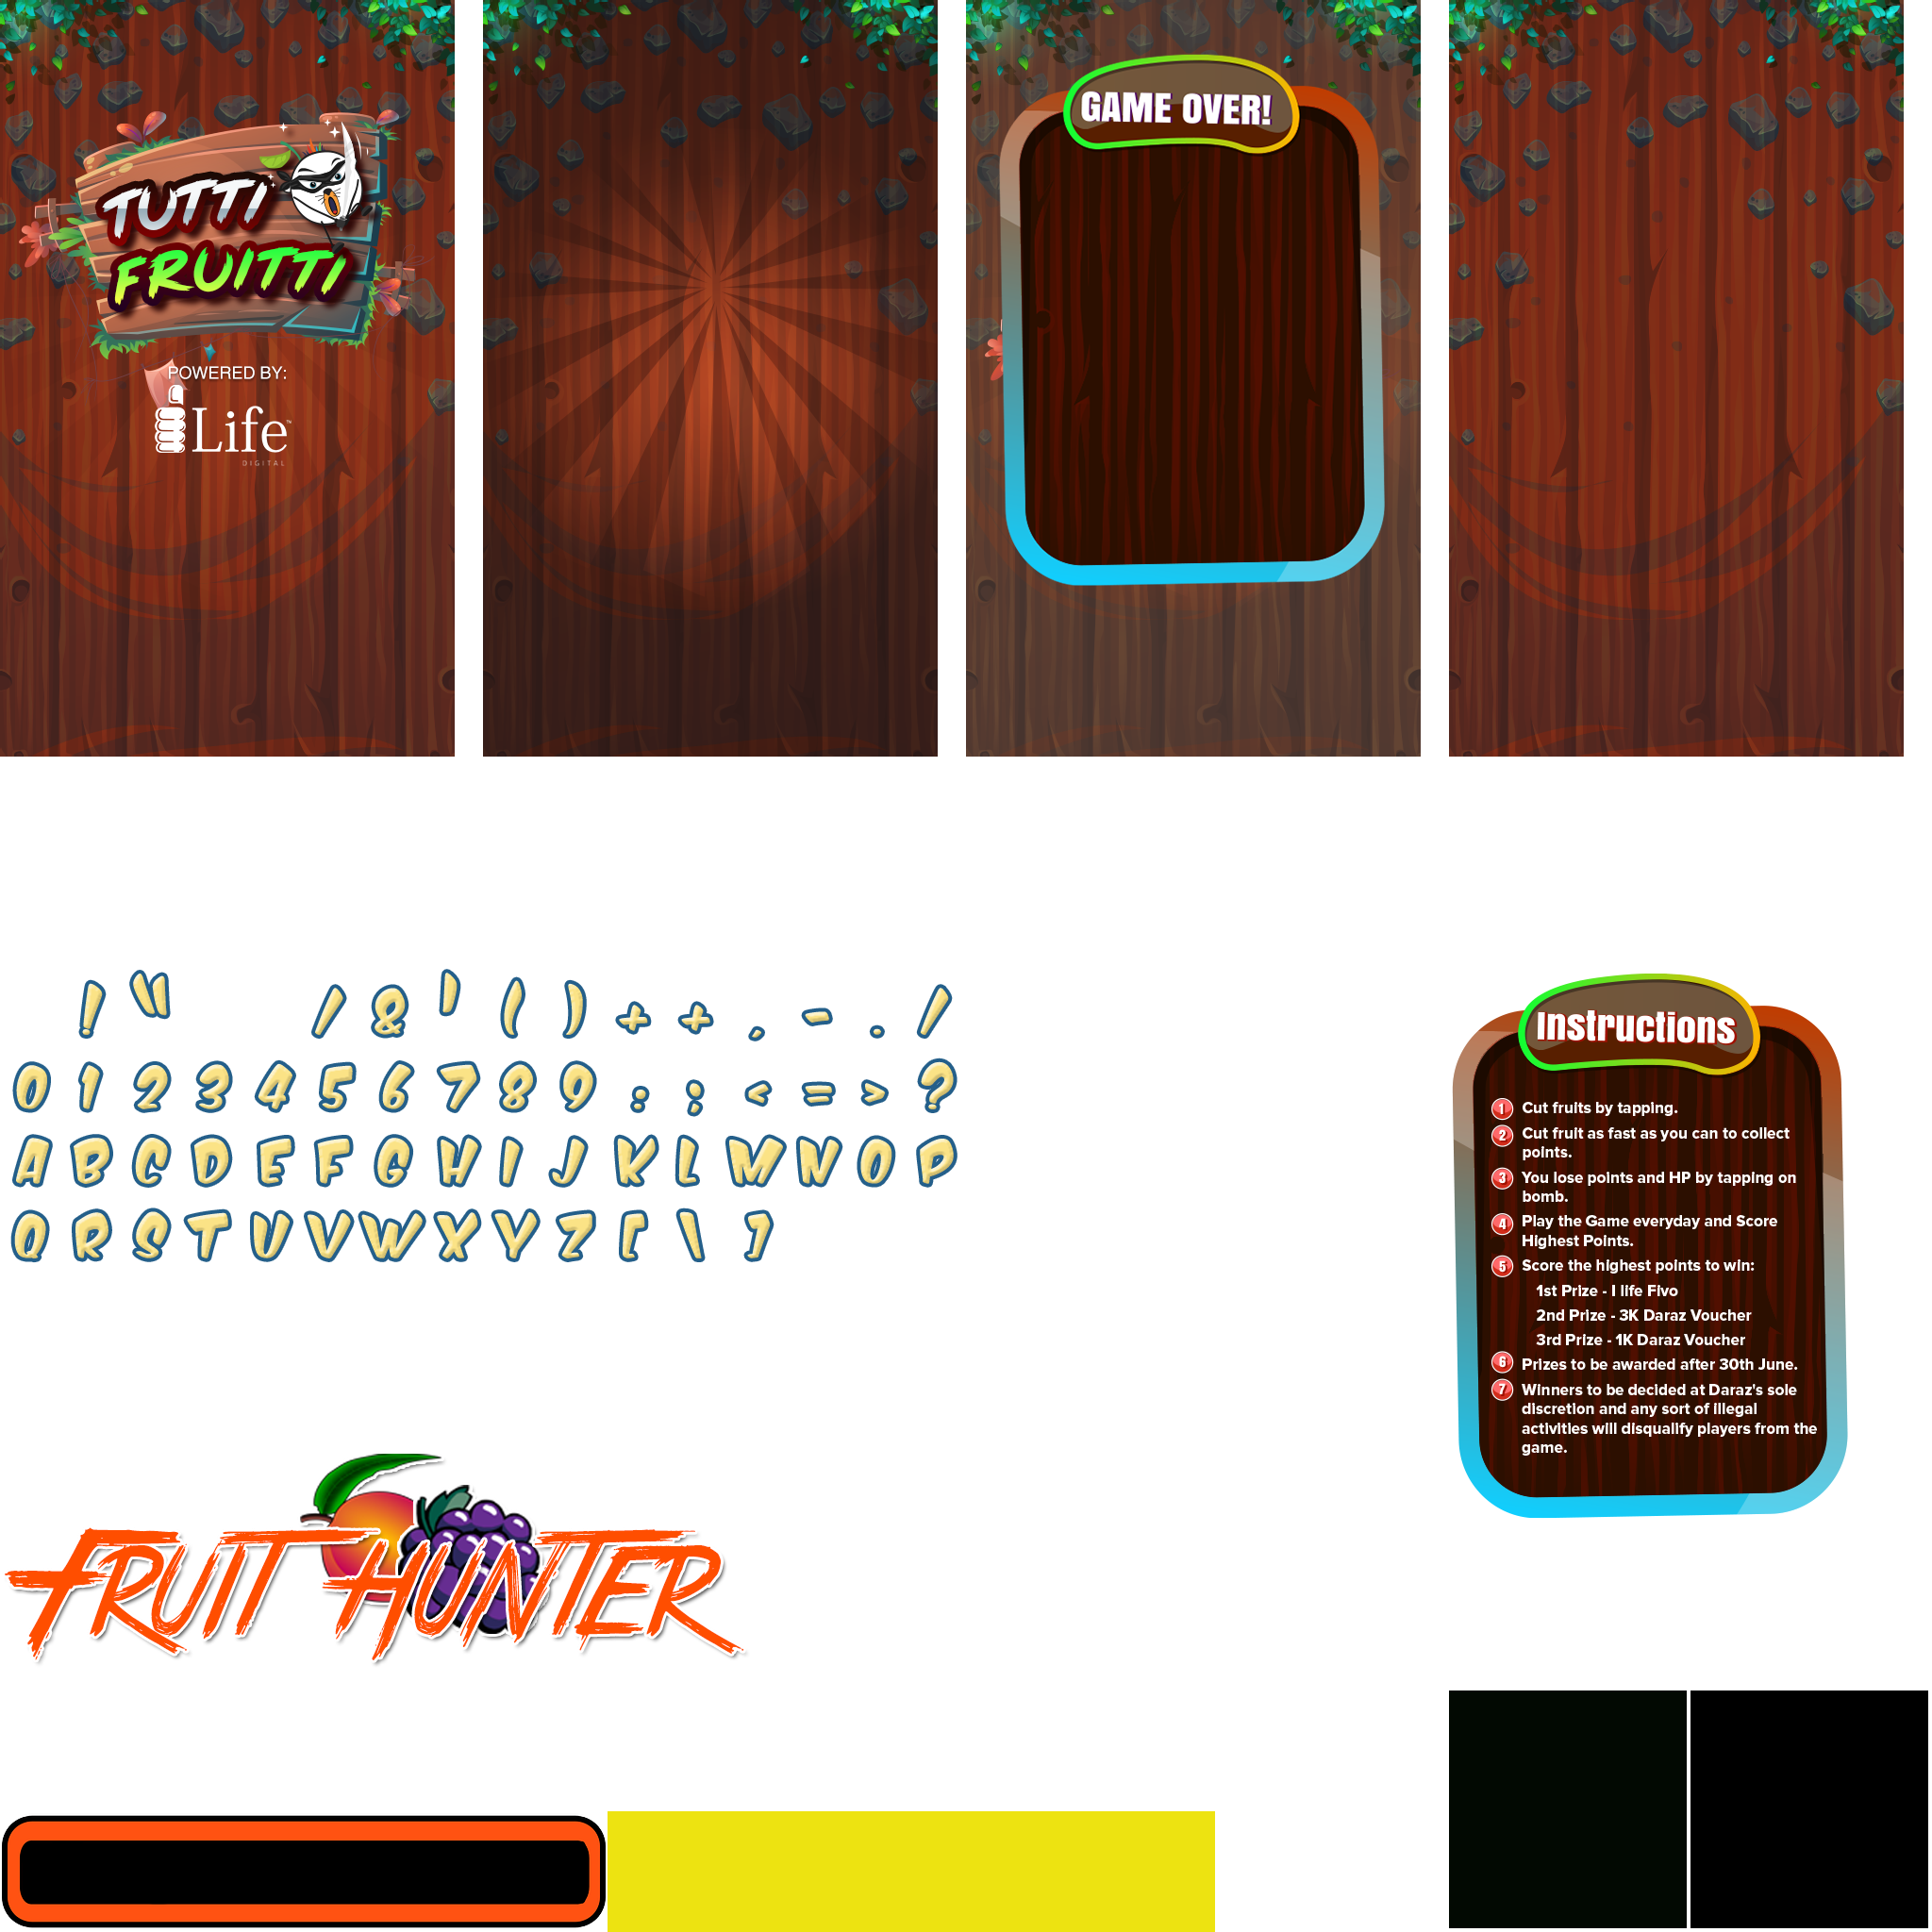 TUTTI
FRUITTI
POWERED BY:
Life™
DIGITAL
GAME OVER!
! " / & ' ( ) + + , - . /
0 1 2 3 4 5 6 7 8 9 : ; < = > ?
A B C D E F G H I J K L M N O P
Q R S T U V W X Y Z [ \ ]
Instructions
1 Cut fruits by tapping.
2 Cut fruit as fast as you can to collect
points.
3 You lose points and HP by tapping on
bomb.
4 Play the Game everyday and Score
Highest Points.
5 Score the highest points to win:
1st Prize - I life Fivo
2nd Prize - 3K Daraz Voucher
3rd Prize - 1K Daraz Voucher
6 Prizes to be awarded after 30th June.
7 Winners to be decided at Daraz's sole
discretion and any sort of illegal
activities will disqualify players from the
game.
FRUIT HUNTER